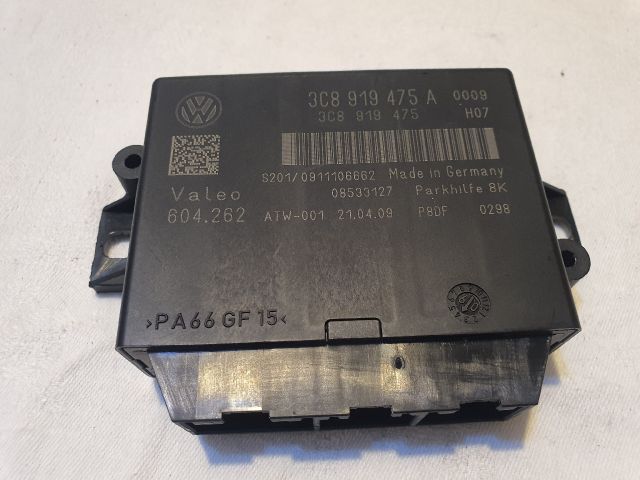 3C8 919 475 A 0009
3C8 919 475 H07
S201/0911106662 Made in Germany
Valeo 08533127 Parkhilfe 8K
604.262 ATW-001 21.04.09 P8DF 0298
>PA66 GF 15<